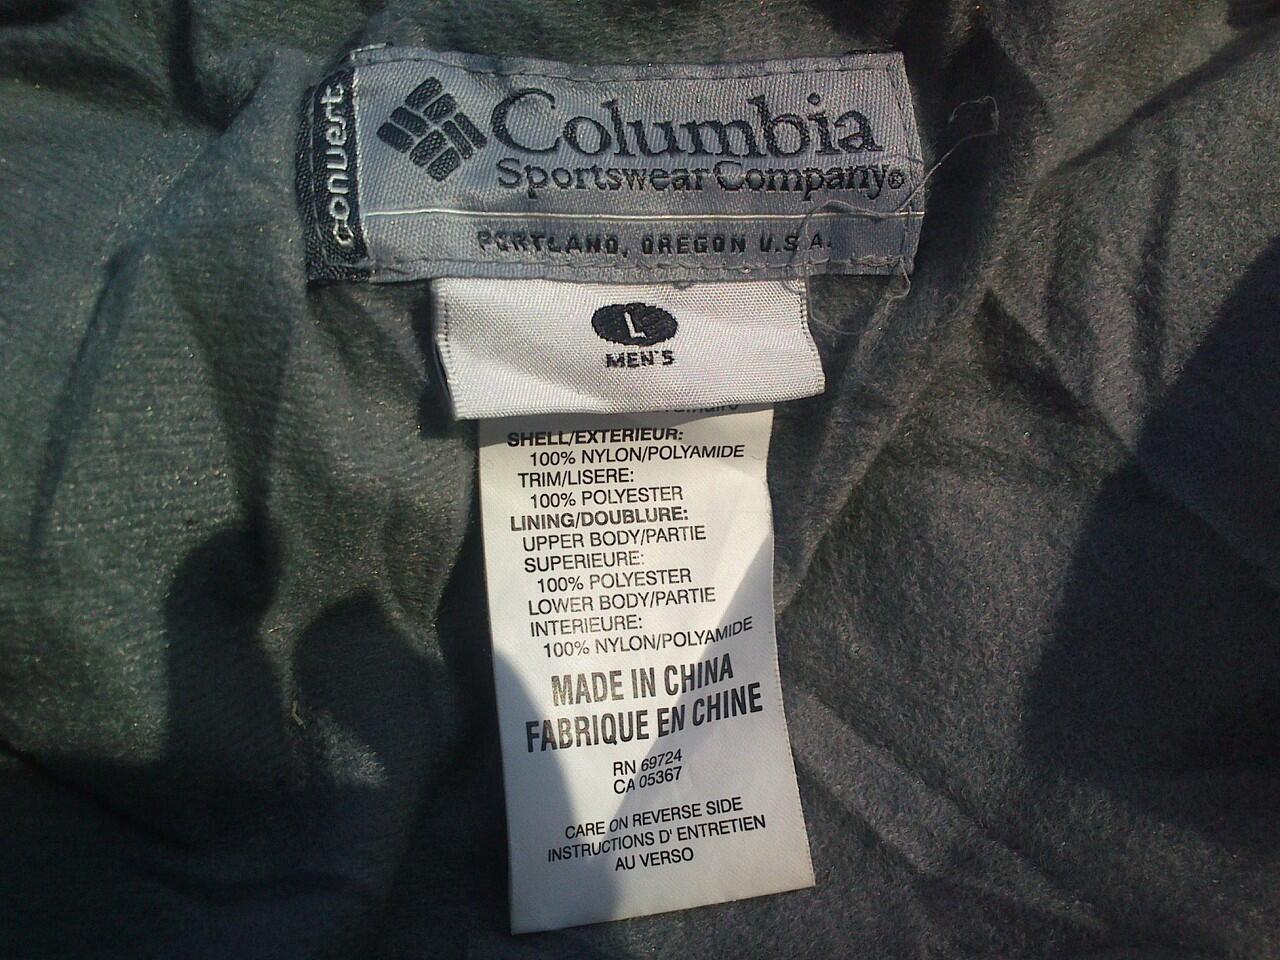 convert
Columbia
Sportswear Company®
PORTLAND, OREGON U.S.A.
L
MEN'S
SHELL/EXTERIEUR:
100% NYLON/POLYAMIDE
TRIM/LISERE:
100% POLYESTER
LINING/DOUBLURE:
UPPER BODY/PARTIE
SUPERIEURE:
100% POLYESTER
LOWER BODY/PARTIE
INTERIEURE:
100% NYLON/POLYAMIDE
MADE IN CHINA
FABRIQUE EN CHINE
RN 69724
CA 05367
CARE ON REVERSE SIDE
INSTRUCTIONS D' ENTRETIEN
AU VERSO